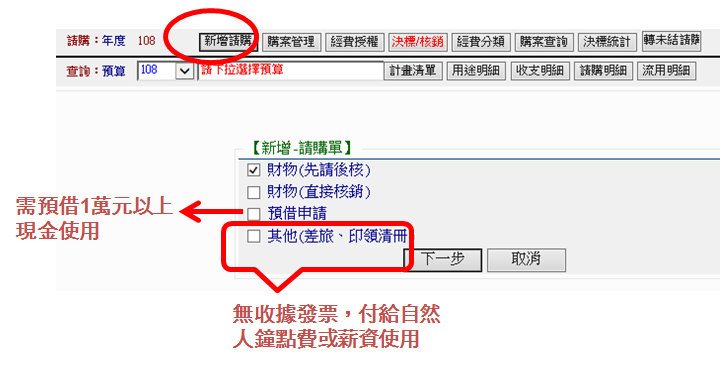 請購：年度 108 新增請購 購案管理 經費授權 決標/核銷 經費分類 購案查詢 決標統計 轉未結請購
查詢：預算 108 請下拉選擇預算 計畫清單 用途明細 收支明細 請購明細 流用明細
【新增-請購單】
財物(先請後核)
財物(直接核銷)
需預借1萬元以上
現金使用
預借申請
其他(差旅、印領清冊)
下一步 取消
無收據發票，付給自然
人鐘點費或薪資使用